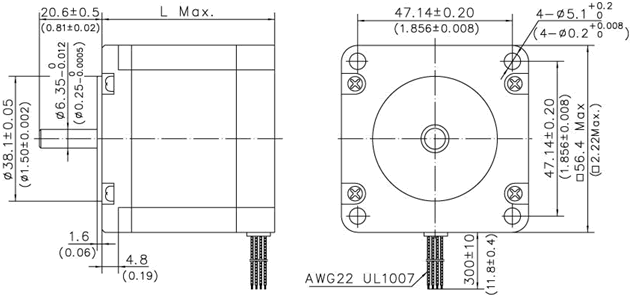 20.6±0.5
(0.81±0.02)
L Max.
Ø38.1±0.05
(Ø1.50±0.002)
Ø6.35 0 -0.012
(Ø0.25 0 -0.0005)
1.6
(0.06)
4.8
(0.19)
47.14±0.20
(1.856±0.008)
4-Ø5.1 +0.2 0
(4-Ø0.2 +0.008 0)
47.14±0.20
(1.856±0.008)
□56.4 Max
(□2.22Max.)
AWG22 UL1007
300±10
(11.8±0.4)